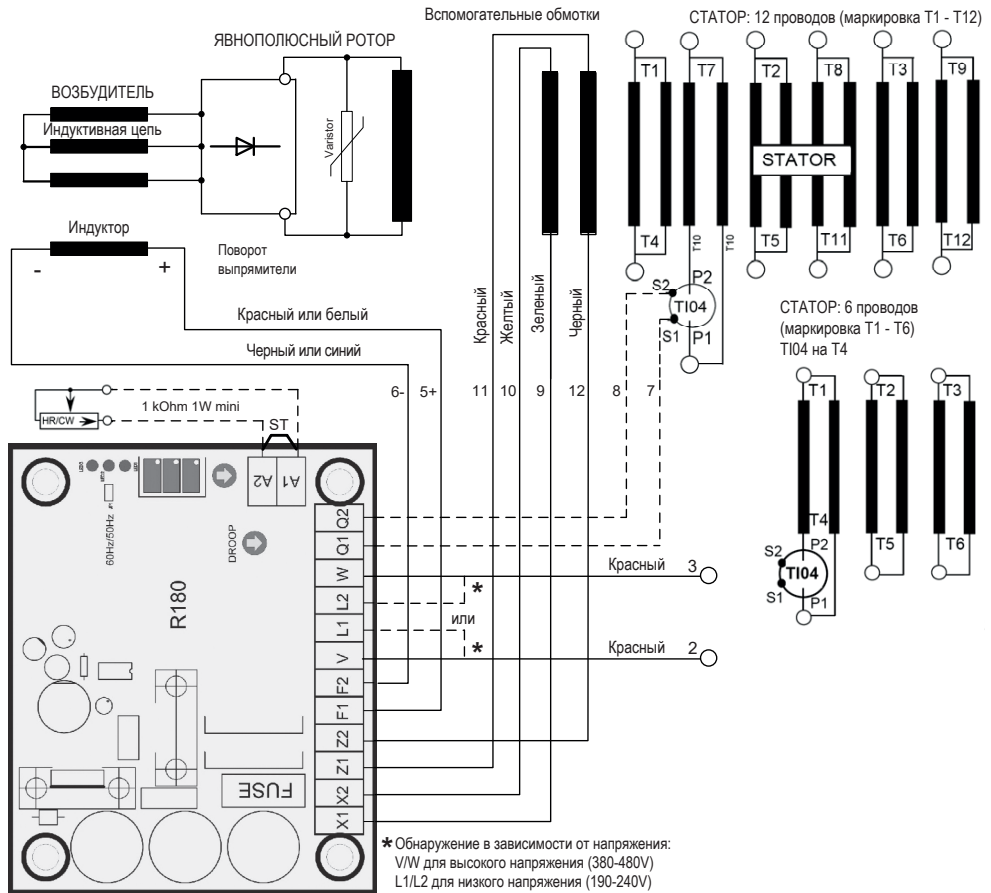 Вспомогательные обмотки
СТАТОР: 12 проводов (маркировка T1 - T12)
ЯВНОПОЛЮСНЫЙ РОТОР
ВОЗБУДИТЕЛЬ
Индуктивная цепь
Varistor
T1 T7 T2 T8 T3 T9
STATOR
T4 T10 T10 T5 T11 T6 T12
Индуктор
- +
Поворот
выпрямители
S2 P2
TI04
S1 P1
СТАТОР: 6 проводов
(маркировка T1 - T6)
TI04 на T4
Красный
Желтый
Зеленый
Черный
Красный или белый
Черный или синий
6- 5+ 11 10 9 12 8 7
T1 T2 T3
T4 T5 T6
S2 P2
TI04
S1 P1
HR/CW
1 kOhm 1W mini
ST
A2 A1
60Hz/50Hz
DROOP
R180
FUSE
Q2
Q1
W
L2
L1
V
F2
F1
Z2
Z1
X2
X1
Красный 3
*
или
*
Красный 2
* Обнаружение в зависимости от напряжения:
V/W для высокого напряжения (380-480V)
L1/L2 для низкого напряжения (190-240V)